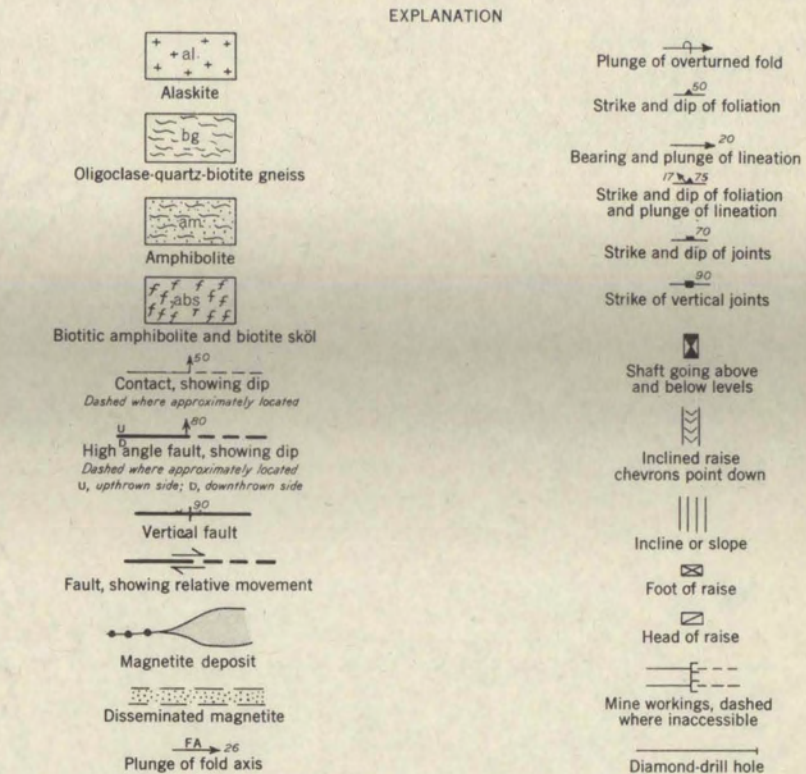 EXPLANATION
al
Alaskite
bg
Oligoclase-quartz-biotite gneiss
am
Amphibolite
abs
Biotitic amphibolite and biotite sköl
50
Contact, showing dip
Dashed where approximately located
U
D
80
High angle fault, showing dip
Dashed where approximately located
U, upthrown side; D, downthrown side
90
Vertical fault
Fault, showing relative movement
Magnetite deposit
Disseminated magnetite
FA 26
Plunge of fold axis
Plunge of overturned fold
50
Strike and dip of foliation
20
Bearing and plunge of lineation
17 75
Strike and dip of foliation
and plunge of lineation
70
Strike and dip of joints
90
Strike of vertical joints
Shaft going above
and below levels
Inclined raise
chevrons point down
Incline or slope
Foot of raise
Head of raise
Mine workings, dashed
where inaccessible
Diamond-drill hole